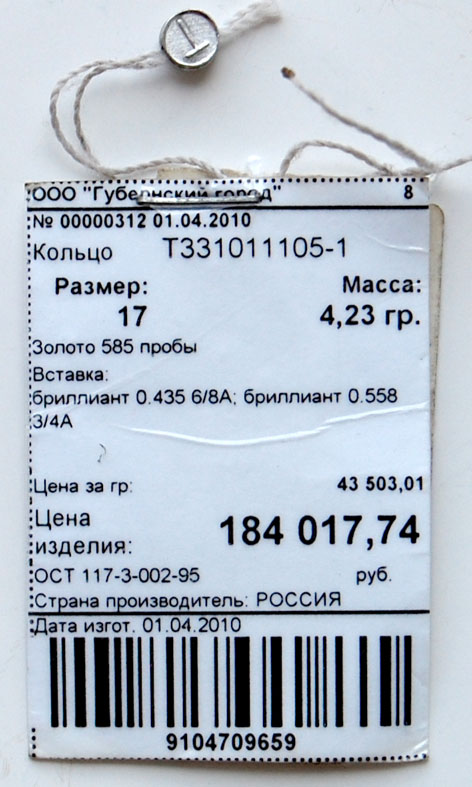 ООО "Губернский город" 8
№ 00000312 01.04.2010
Кольцо Т331011105-1
Размер: Масса:
17 4,23 гр.
Золото 585 пробы
Вставка:
бриллиант 0.435 6/8А; бриллиант 0.558
3/4А
Цена за гр: 43 503,01
Цена
изделия: 184 017,74
ОСТ 117-3-002-95 руб.
Страна производитель: РОССИЯ
Дата изгот. 01.04.2010
9104709659